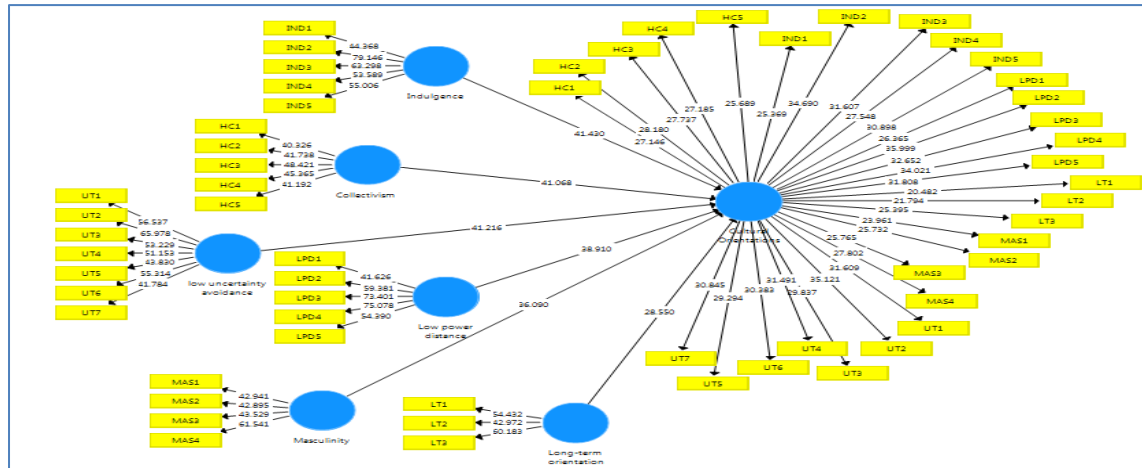 IND1
IND2
IND3
IND4
IND5
44.368
79.146
63.298
53.589
55.006
Indulgence
HC1
HC2
HC3
HC4
HC5
40.326
41.738
48.421
45.365
41.192
Collectivism
UT1
UT2
UT3
UT4
UT5
UT6
UT7
56.537
65.978
53.229
51.153
43.830
55.314
41.784
low uncertainty
avoidance
LPD1
LPD2
LPD3
LPD4
LPD5
41.626
59.381
73.401
75.078
54.390
Low power
distance
MAS1
MAS2
MAS3
MAS4
42.941
42.895
43.529
61.541
Masculinity
LT1
LT2
LT3
54.432
42.972
60.183
Long-term
orientation
41.430
41.068
41.216
38.910
36.090
28.550
Cultural
Orientations
HC1
HC2
HC3
HC4
HC5
IND1
IND2
IND3
IND4
IND5
LPD1
LPD2
LPD3
LPD4
LPD5
LT1
LT2
LT3
MAS1
MAS2
MAS3
MAS4
UT1
UT2
UT3
UT4
UT6
UT5
UT7
27.146
28.180
27.737
27.185
25.689
25.369
34.690
31.607
27.548
30.898
26.365
35.999
32.652
34.021
31.808
20.482
21.794
25.395
23.961
25.732
25.765
27.802
31.609
35.121
29.837
31.491
30.383
29.294
30.845